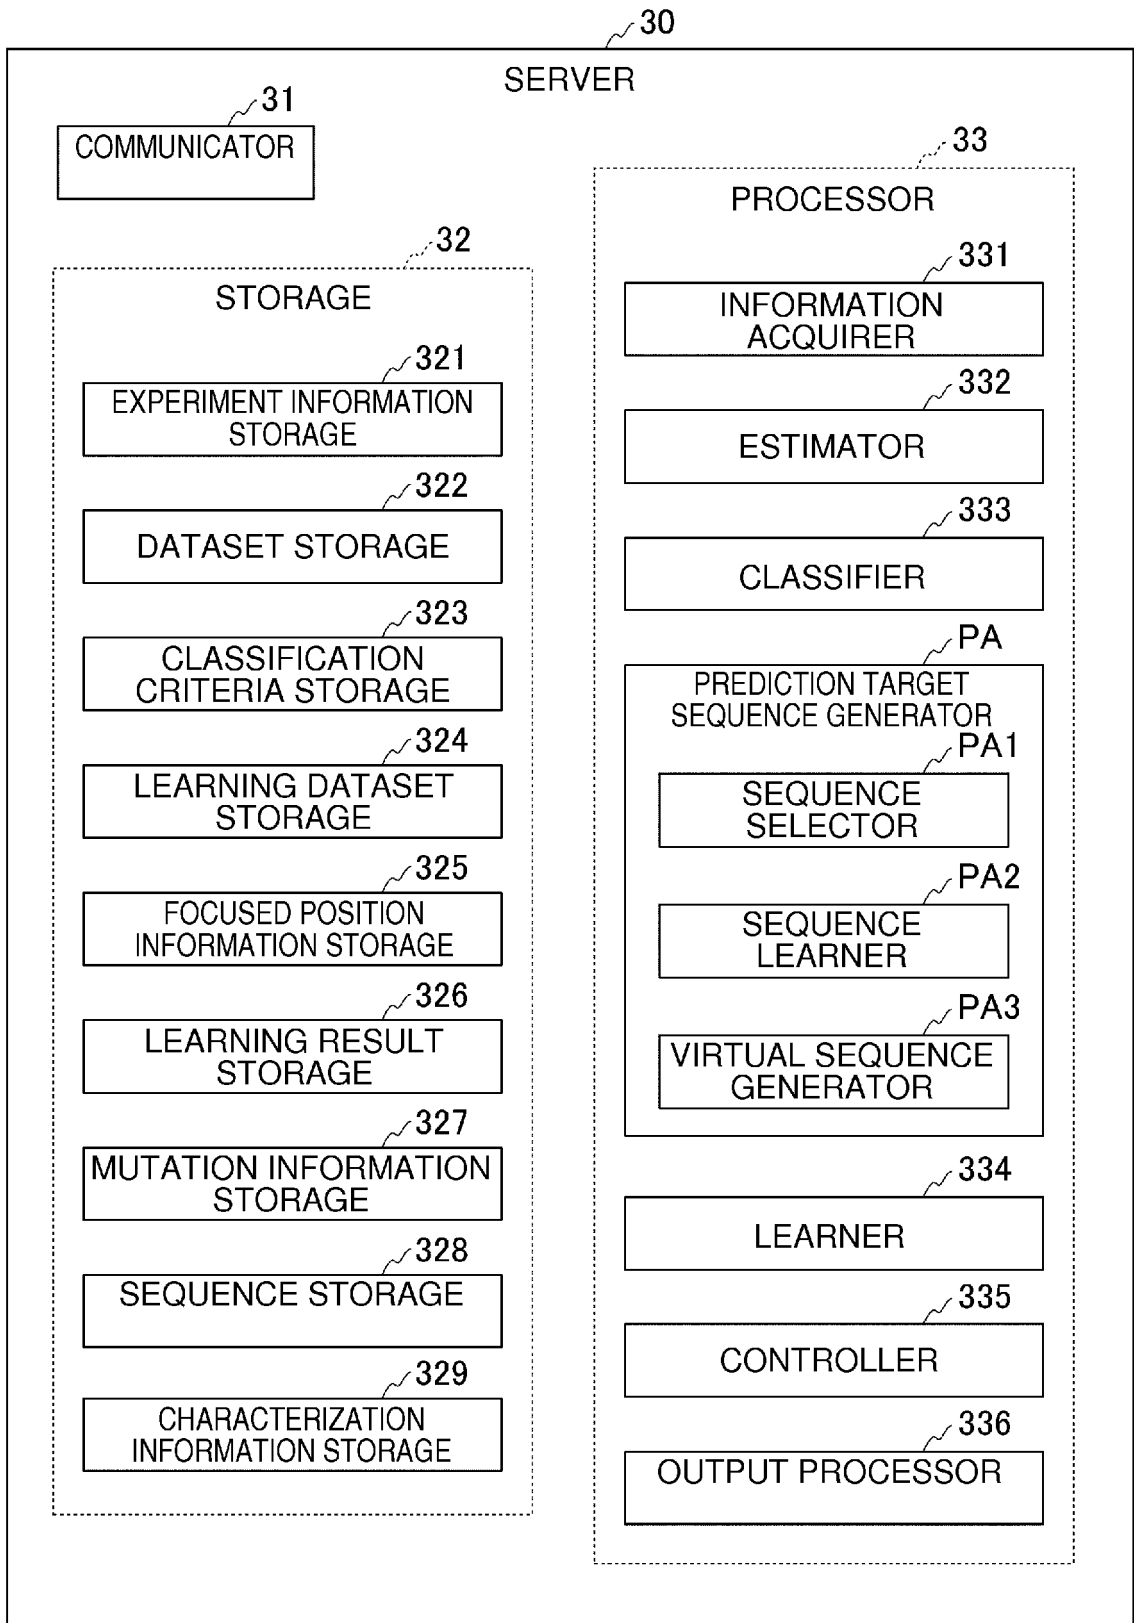 30
SERVER
31
COMMUNICATOR
32
STORAGE
321
EXPERIMENT INFORMATION
STORAGE
322
DATASET STORAGE
323
CLASSIFICATION
CRITERIA STORAGE
324
LEARNING DATASET
STORAGE
325
FOCUSED POSITION
INFORMATION STORAGE
326
LEARNING RESULT
STORAGE
327
MUTATION INFORMATION
STORAGE
328
SEQUENCE STORAGE
329
CHARACTERIZATION
INFORMATION STORAGE
33
PROCESSOR
331
INFORMATION
ACQUIRER
332
ESTIMATOR
333
CLASSIFIER
PA
PREDICTION TARGET
SEQUENCE GENERATOR
PA1
SEQUENCE
SELECTOR
PA2
SEQUENCE
LEARNER
PA3
VIRTUAL SEQUENCE
GENERATOR
334
LEARNER
335
CONTROLLER
336
OUTPUT PROCESSOR